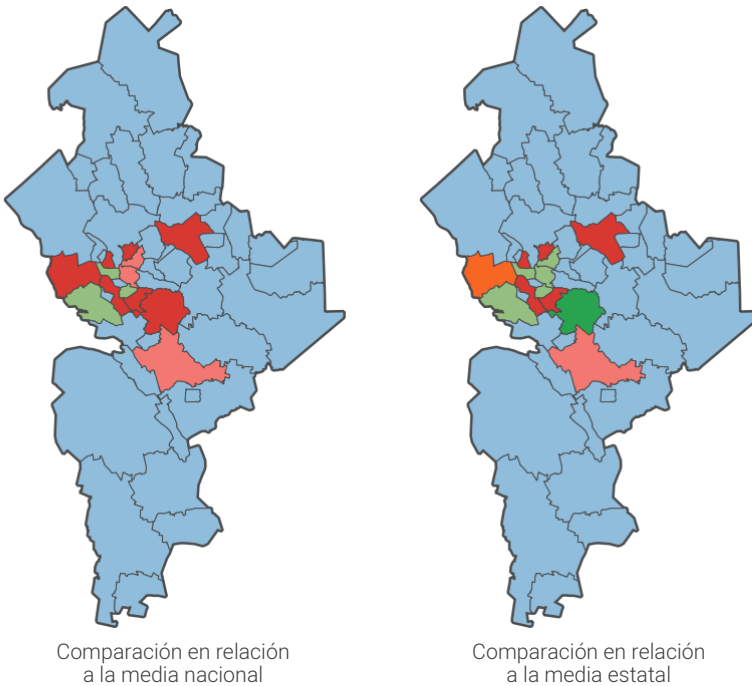 Comparación en relación
a la media nacional
Comparación en relación
a la media estatal